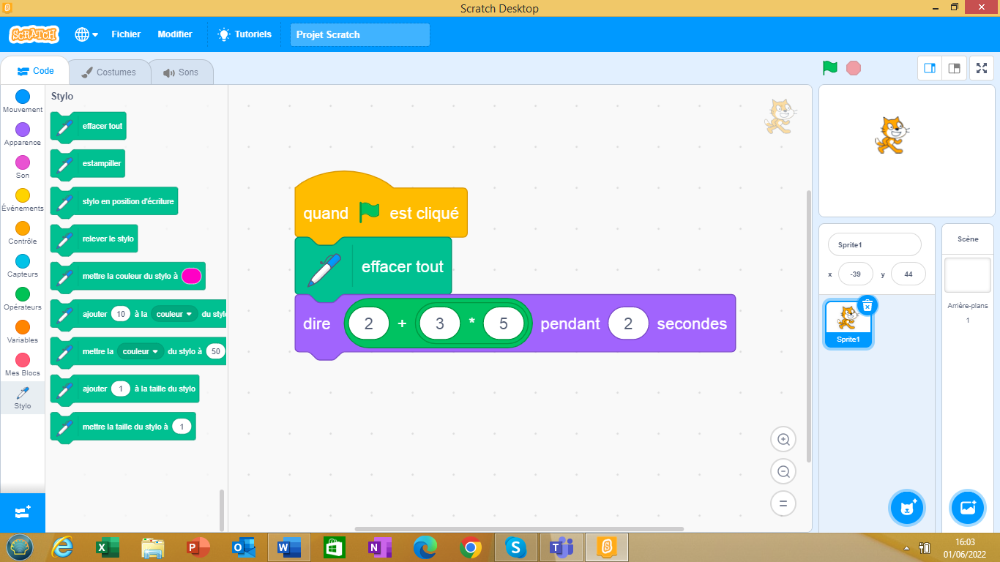 Scratch Desktop
SCRATCH
Fichier
Modifier
Tutoriels
Projet Scratch
Code
Costumes
Sons
Mouvement
Apparence
Son
Événements
Contrôle
Capteurs
Opérateurs
Variables
Mes Blocs
Stylo
Stylo
effacer tout
estampiller
stylo en position d'écriture
relever le stylo
mettre la couleur du stylo à
ajouter 10 à la couleur du stylo
mettre la couleur du stylo à 50
ajouter 1 à la taille du stylo
mettre la taille du stylo à 1
quand est cliqué
effacer tout
dire 2 + 3 * 5 pendant 2 secondes
Sprite1
x -39 y 44
Sprite1
Scène
Arrière-plans
1
16:03
01/06/2022